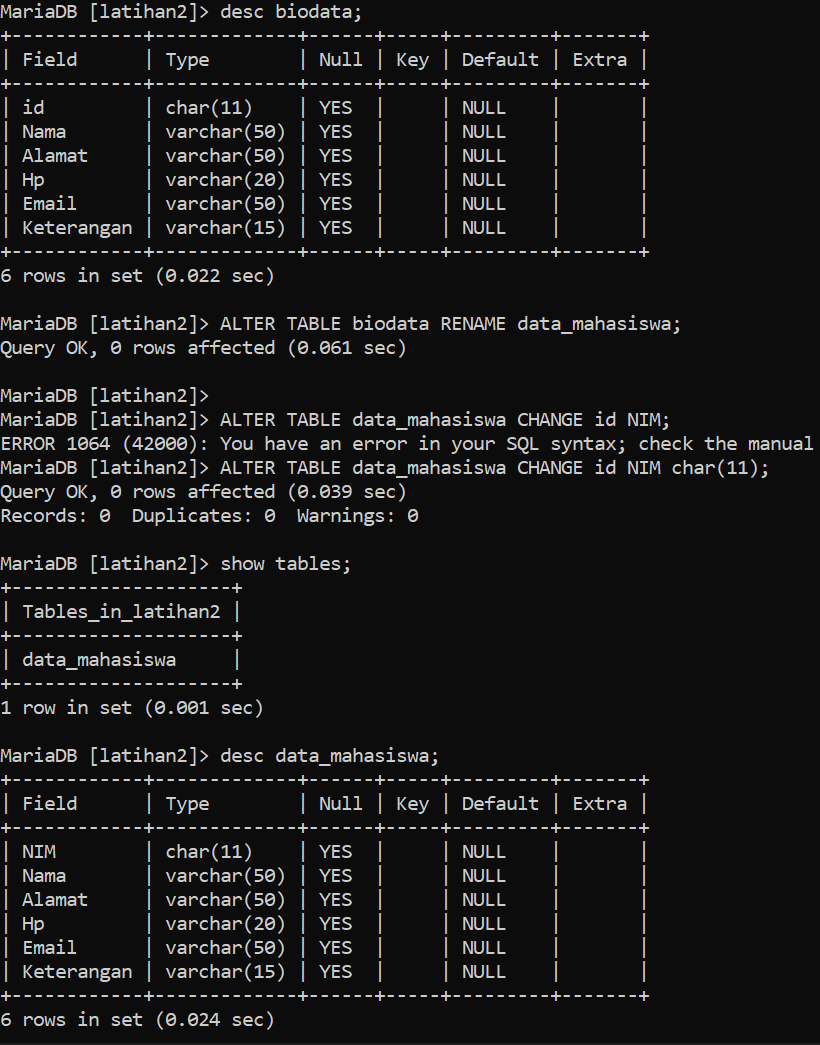 MariaDB [latihan2]> desc biodata;
+------------+-------------+------+-----+---------+-------+
| Field      | Type        | Null | Key | Default | Extra |
+------------+-------------+------+-----+---------+-------+
| id         | char(11)    | YES  |     | NULL    |       |
| Nama       | varchar(50) | YES  |     | NULL    |       |
| Alamat     | varchar(50) | YES  |     | NULL    |       |
| Hp         | varchar(20) | YES  |     | NULL    |       |
| Email      | varchar(50) | YES  |     | NULL    |       |
| Keterangan | varchar(15) | YES  |     | NULL    |       |
+------------+-------------+------+-----+---------+-------+
6 rows in set (0.022 sec)

MariaDB [latihan2]> ALTER TABLE biodata RENAME data_mahasiswa;
Query OK, 0 rows affected (0.061 sec)

MariaDB [latihan2]>
MariaDB [latihan2]> ALTER TABLE data_mahasiswa CHANGE id NIM;
ERROR 1064 (42000): You have an error in your SQL syntax; check the manual
MariaDB [latihan2]> ALTER TABLE data_mahasiswa CHANGE id NIM char(11);
Query OK, 0 rows affected (0.039 sec)
Records: 0  Duplicates: 0  Warnings: 0

MariaDB [latihan2]> show tables;
+--------------------+
| Tables_in_latihan2 |
+--------------------+
| data_mahasiswa     |
+--------------------+
1 row in set (0.001 sec)

MariaDB [latihan2]> desc data_mahasiswa;
+------------+-------------+------+-----+---------+-------+
| Field      | Type        | Null | Key | Default | Extra |
+------------+-------------+------+-----+---------+-------+
| NIM        | char(11)    | YES  |     | NULL    |       |
| Nama       | varchar(50) | YES  |     | NULL    |       |
| Alamat     | varchar(50) | YES  |     | NULL    |       |
| Hp         | varchar(20) | YES  |     | NULL    |       |
| Email      | varchar(50) | YES  |     | NULL    |       |
| Keterangan | varchar(15) | YES  |     | NULL    |       |
+------------+-------------+------+-----+---------+-------+
6 rows in set (0.024 sec)